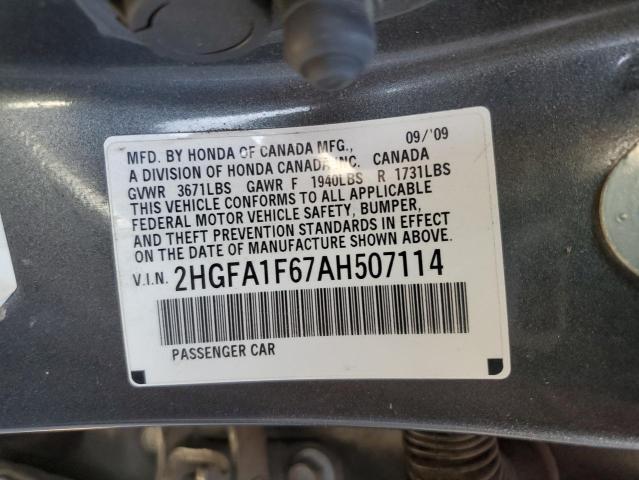 MFD. BY HONDA OF CANADA MFG., 09/'09
A DIVISION OF HONDA CANADA INC. CANADA
GVWR 3671LBS GAWR F 1940LBS R 1731LBS
THIS VEHICLE CONFORMS TO ALL APPLICABLE
FEDERAL MOTOR VEHICLE SAFETY, BUMPER,
AND THEFT PREVENTION STANDARDS IN EFFECT
ON THE DATE OF MANUFACTURE SHOWN ABOVE.
V.I.N. 2HGFA1F67AH507114
PASSENGER CAR